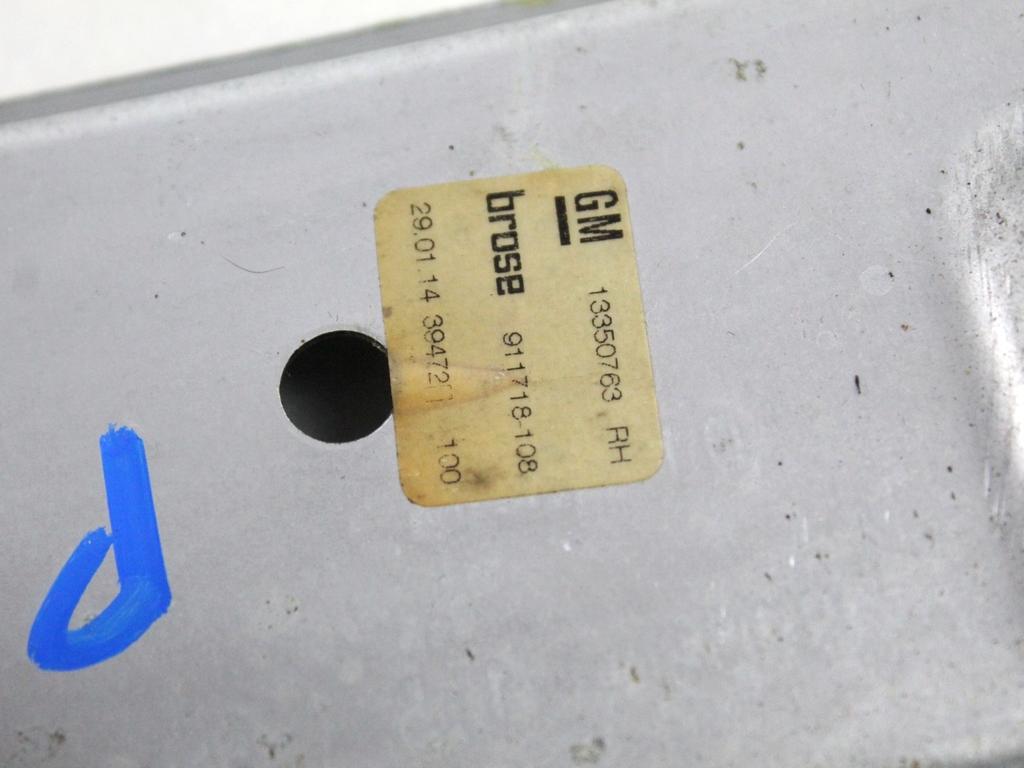 GM 13350763 RH
brose 911718-108
29.01.14 100
d